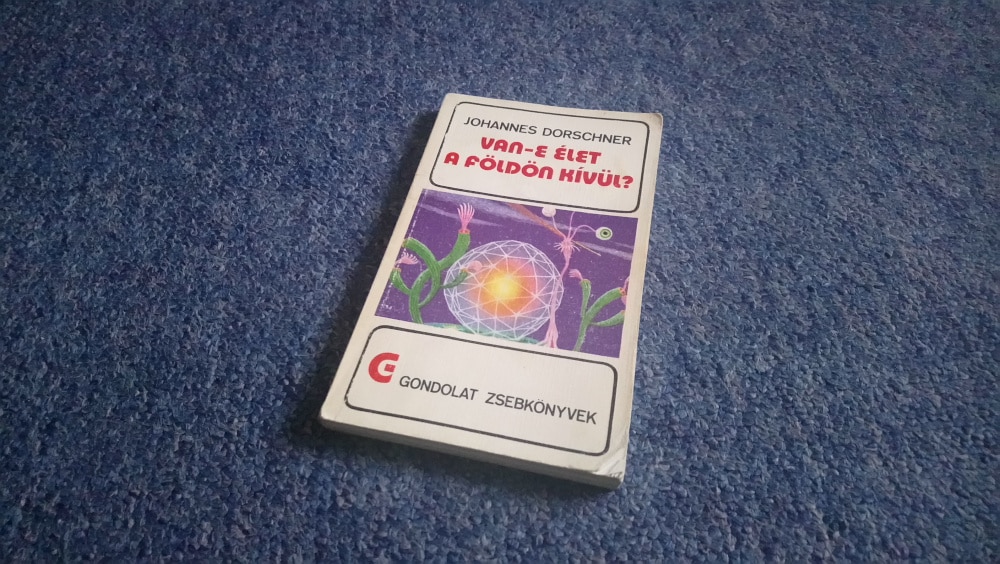 JOHANNES DORSCHNER
VAN-E ÉLET
A FÖLDÖN KÍVÜL?
G GONDOLAT ZSEBKÖNYVEK